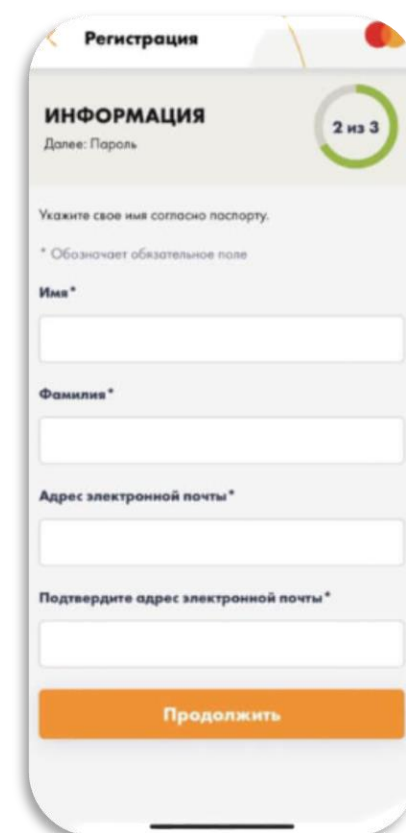 Регистрация
ИНФОРМАЦИЯ
Далее: Пароль
2 из 3
Укажите свое имя согласно паспорту.
* Обозначает обязательное поле
Имя*
Фамилия*
Адрес электронной почты*
Подтвердите адрес электронной почты*
Продолжить